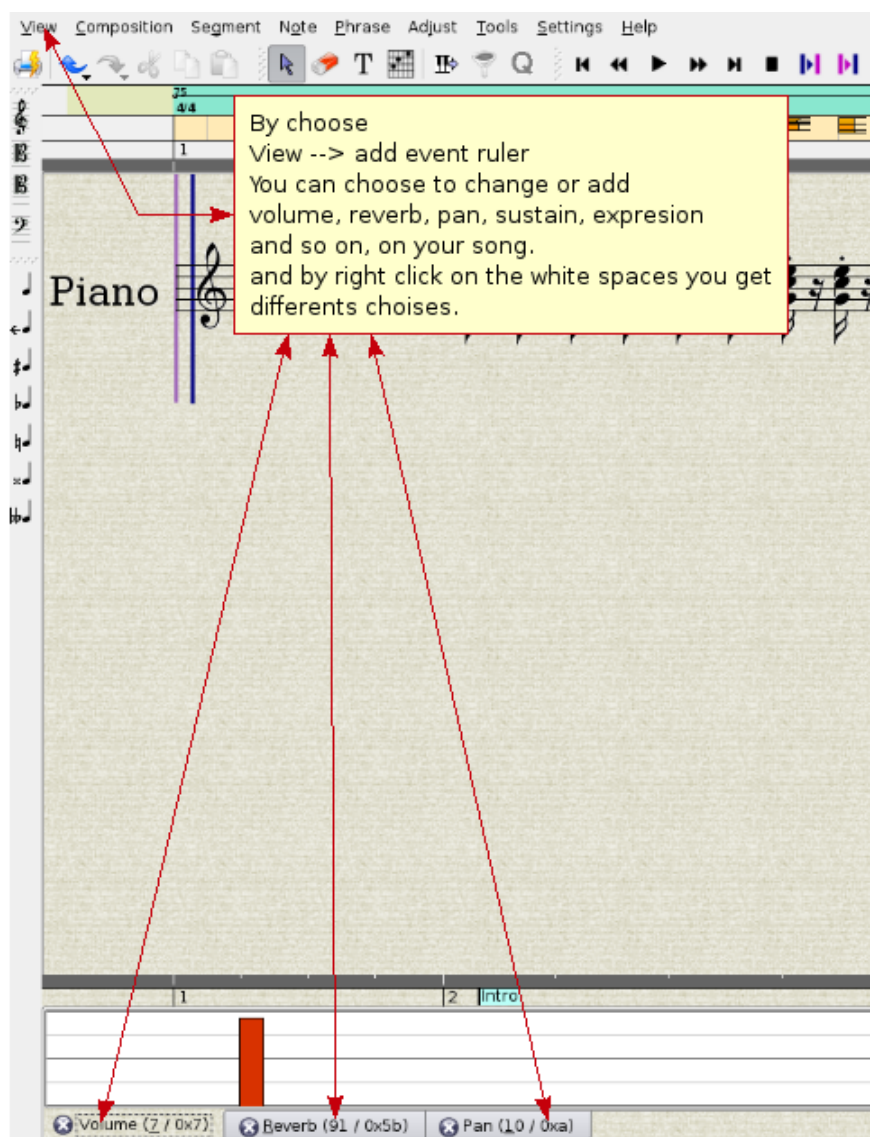 View Composition Segment Note Phrase Adjust Tools Settings Help
T Q
75
4/4
1
By choose
View --> add event ruler
You can choose to change or add
volume, reverb, pan, sustain, expresion
and so on, on your song.
and by right click on the white spaces you get
differents choises.
Piano
1 2 Intro
Volume (7 / 0x7) Reverb (91 / 0x5b) Pan (10 / 0xa)